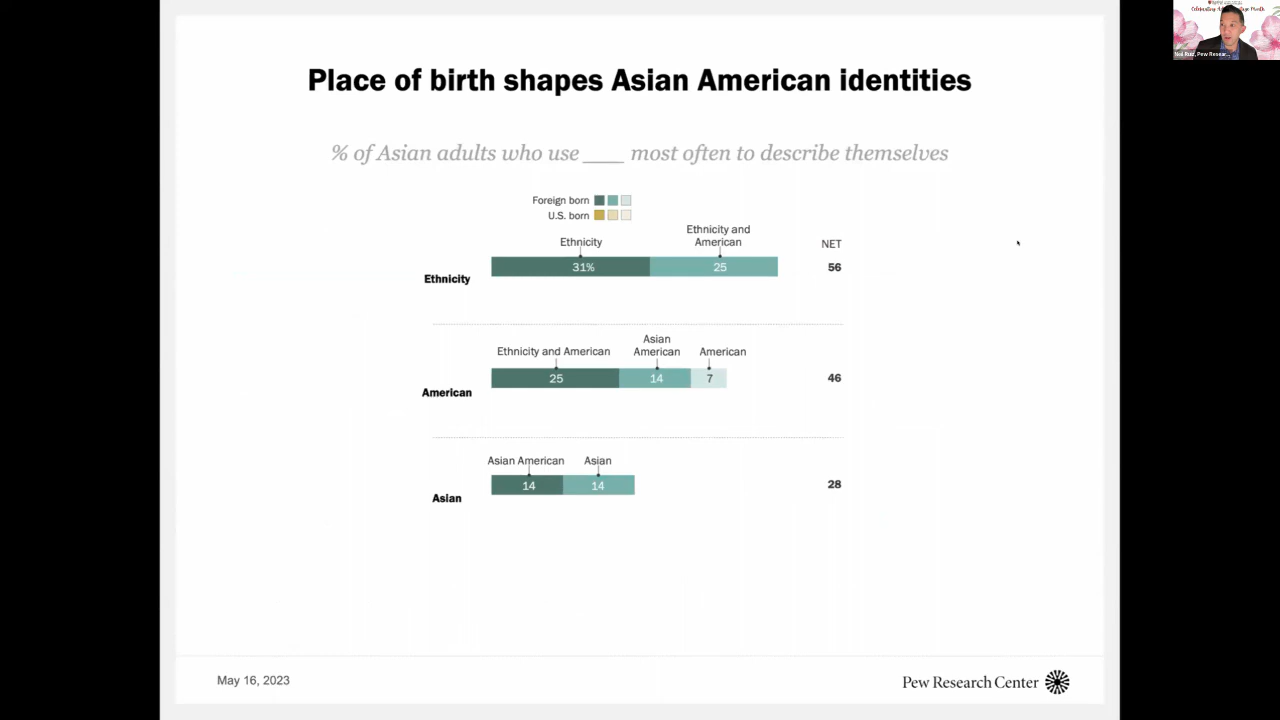 Place of birth shapes Asian American identities
% of Asian adults who use ___ most often to describe themselves
Foreign born
U.S. born
Ethnicity
Ethnicity and
American
NET
31%
25
56
Ethnicity
Ethnicity and American
Asian
American
American
25
14
7
46
American
Asian American
Asian
14
14
28
Asian
May 16, 2023
Pew Research Center